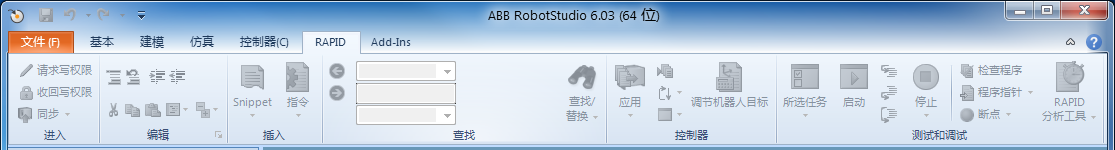 ABB RobotStudio 6.03 (64 位)
文件(F) 基本 建模 仿真 控制器(C) RAPID Add-Ins
请求写权限
收回写权限
同步
进入
编辑
Snippet
指令
插入
查找/
替换
查找
应用
调节机器人目标
控制器
所选任务
启动
停止
检查程序
程序指针
断点
RAPID
分析工具
测试和调试